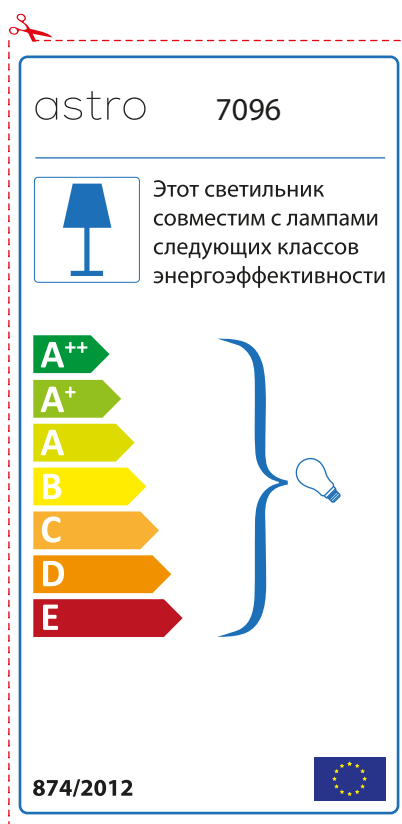 astro 7096
Этот светильник
совместим с лампами
следующих классов
энергоэффективности
A++
A+
A
B
C
D
E
874/2012